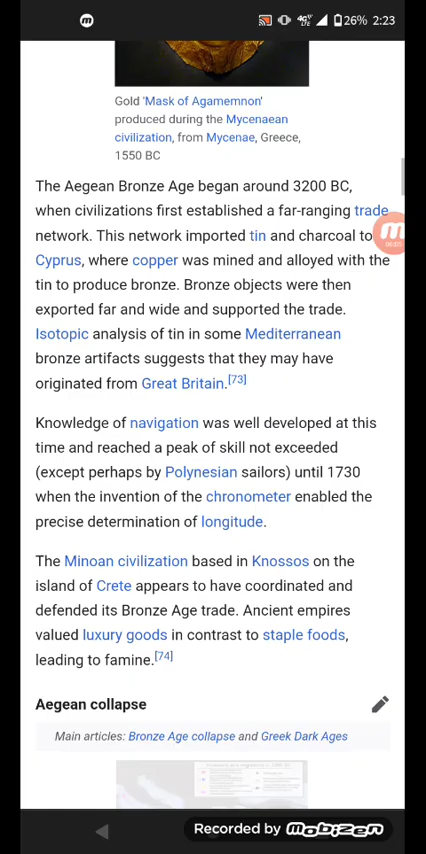 26% 2:23
Gold 'Mask of Agamemnon'
produced during the Mycenaean
civilization, from Mycenae, Greece,
1550 BC
The Aegean Bronze Age began around 3200 BC,
when civilizations first established a far-ranging trade
network. This network imported tin and charcoal to
Cyprus, where copper was mined and alloyed with the
tin to produce bronze. Bronze objects were then
exported far and wide and supported the trade.
Isotopic analysis of tin in some Mediterranean
bronze artifacts suggests that they may have
originated from Great Britain.[73]
Knowledge of navigation was well developed at this
time and reached a peak of skill not exceeded
(except perhaps by Polynesian sailors) until 1730
when the invention of the chronometer enabled the
precise determination of longitude.
The Minoan civilization based in Knossos on the
island of Crete appears to have coordinated and
defended its Bronze Age trade. Ancient empires
valued luxury goods in contrast to staple foods,
leading to famine.[74]
Aegean collapse
Main articles: Bronze Age collapse and Greek Dark Ages
Recorded by mobizen